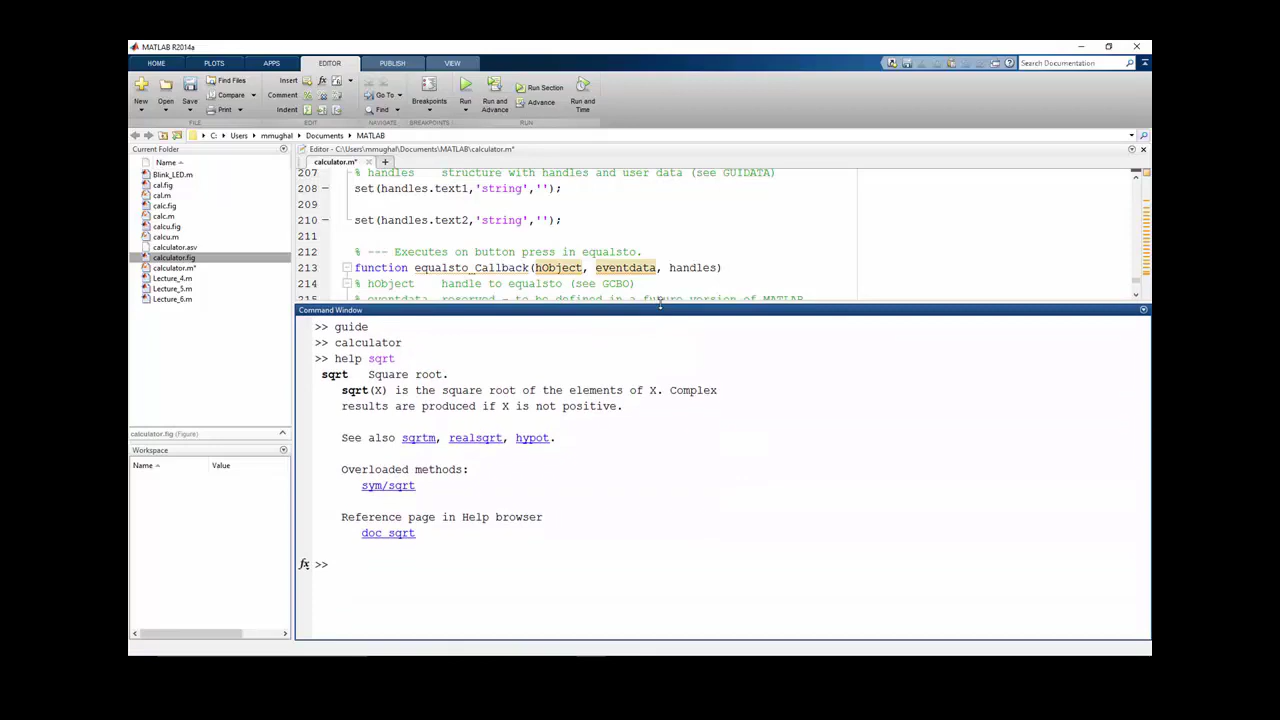 MATLAB R2014a
HOME PLOTS APPS EDITOR PUBLISH VIEW Search Documentation
New Open Save Find Files Compare Print Insert fx Comment Indent Go To Find Breakpoints Run Run and Advance Run Section Advance Run and Time
FILE EDIT NAVIGATE BREAKPOINTS RUN
C: Users mmughal Documents MATLAB
Current Folder
Name
Blink_LED.m
cal.fig
cal.m
calc.fig
calc.m
calcu.fig
calcu.m
calculator.asv
calculator.fig
calculator.m*
Lecture_4.m
Lecture_5.m
Lecture_6.m
calculator.fig (Figure)
Workspace
Name Value
Editor - C:\Users\mmughal\Documents\MATLAB\calculator.m*
calculator.m* × +
207 % handles    structure with handles and user data (see GUIDATA)
208 – set(handles.text1,'string','');
209
210 – set(handles.text2,'string','');
211
212 % --- Executes on button press in equalsto.
213 function equalsto_Callback(hObject, eventdata, handles)
214 % hObject    handle to equalsto (see GCBO)
215 % eventdata  reserved - to be defined in a future version of MATLAB
Command Window
>> guide
>> calculator
>> help sqrt
sqrt   Square root.
sqrt(X) is the square root of the elements of X. Complex
results are produced if X is not positive.
See also sqrtm, realsqrt, hypot.
Overloaded methods:
sym/sqrt
Reference page in Help browser
doc sqrt
fx >>